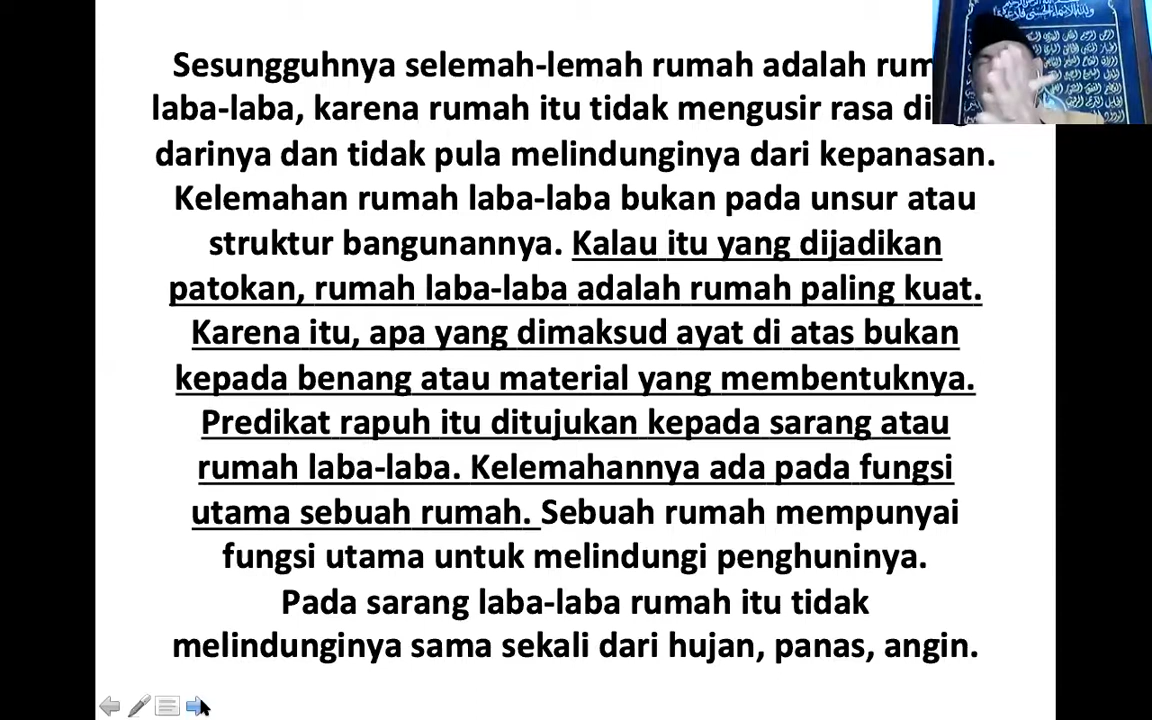 Sesungguhnya selemah-lemah rumah adalah
laba-laba, karena rumah itu tidak mengusir rasa
darinya dan tidak pula melindunginya dari kepanasan.
Kelemahan rumah laba-laba bukan pada unsur atau
struktur bangunannya. Kalau itu yang dijadikan
patokan, rumah laba-laba adalah rumah paling kuat.
Karena itu, apa yang dimaksud ayat di atas bukan
kepada benang atau material yang membentuknya.
Predikat rapuh itu ditujukan kepada sarang atau
rumah laba-laba. Kelemahannya ada pada fungsi
utama sebuah rumah. Sebuah rumah mempunyai
fungsi utama untuk melindungi penghuninya.
Pada sarang laba-laba rumah itu tidak
melindunginya sama sekali dari hujan, panas, angin.